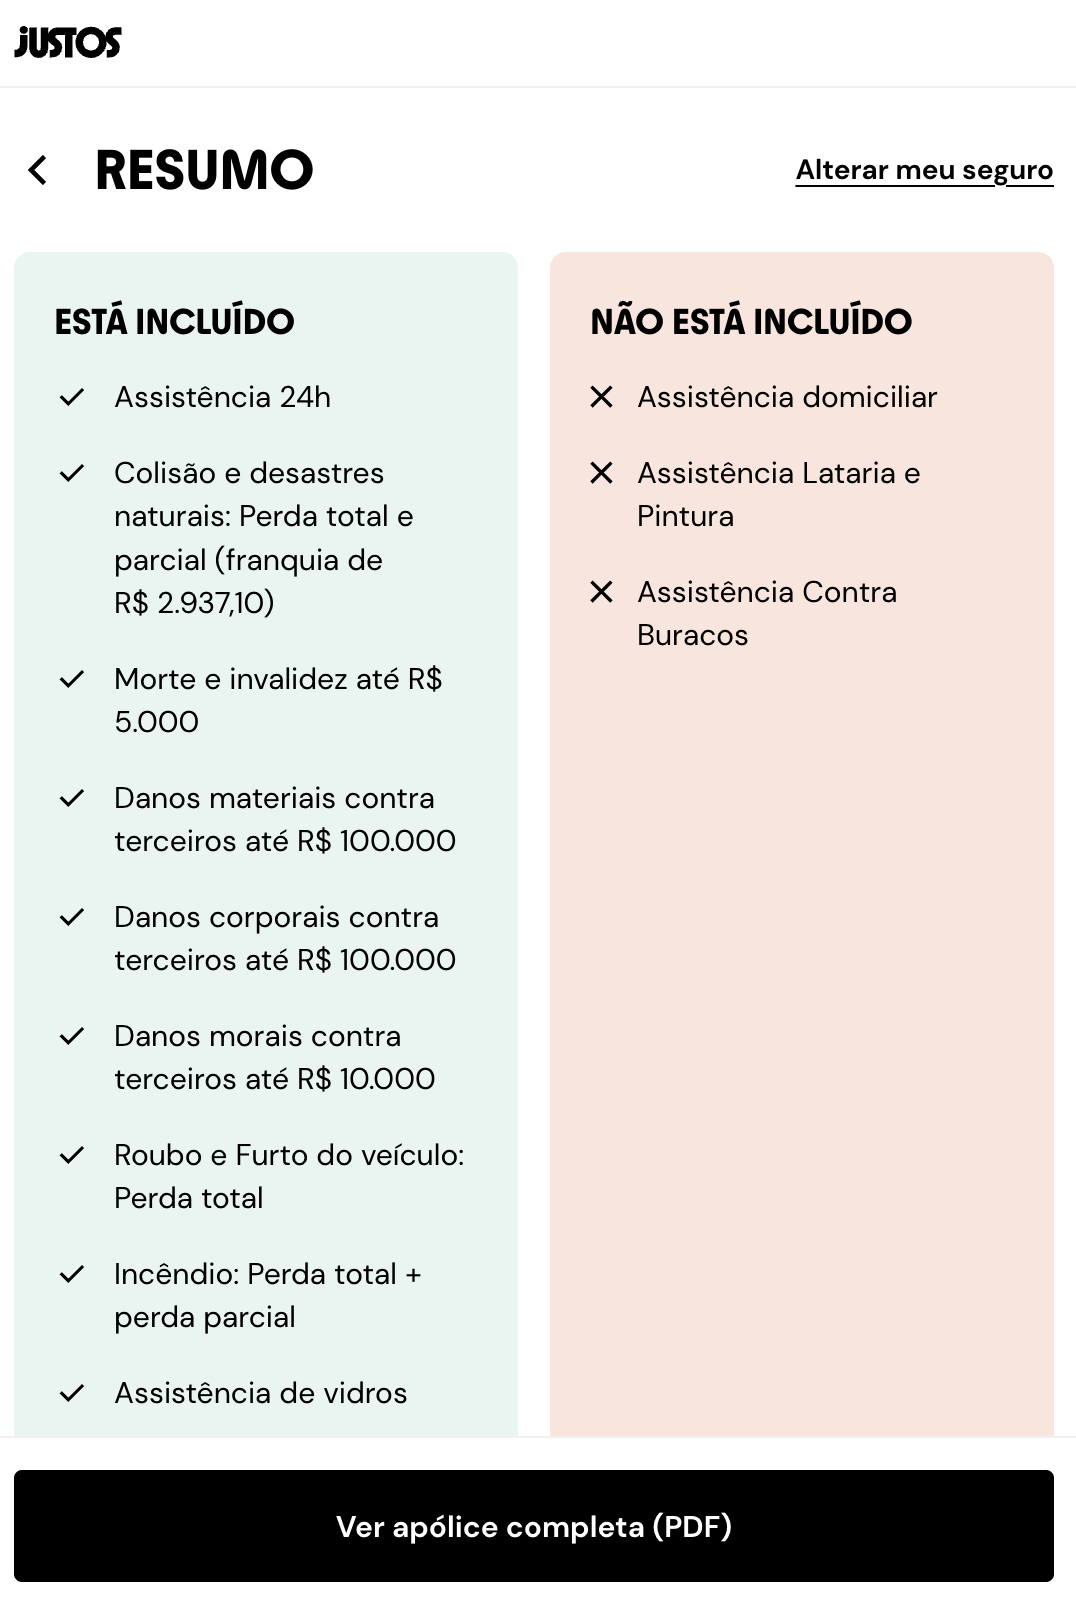 JUSTOS
RESUMO
Alterar meu seguro
ESTÁ INCLUÍDO
Assistência 24h
Colisão e desastres
naturais: Perda total e
parcial (franquia de
R$ 2.937,10)
Morte e invalidez até R$
5.000
Danos materiais contra
terceiros até R$ 100.000
Danos corporais contra
terceiros até R$ 100.000
Danos morais contra
terceiros até R$ 10.000
Roubo e Furto do veículo:
Perda total
Incêndio: Perda total +
perda parcial
Assistência de vidros
NÃO ESTÁ INCLUÍDO
Assistência domiciliar
Assistência Lataria e
Pintura
Assistência Contra
Buracos
Ver apólice completa (PDF)